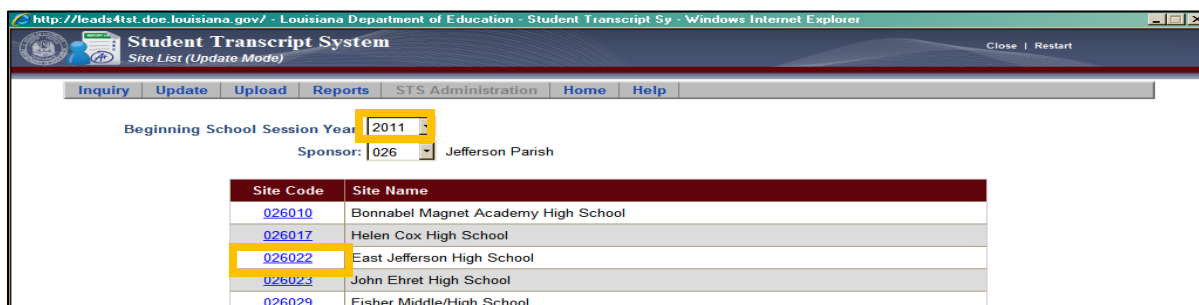 http://leads4tst.doe.louisiana.gov/ - Louisiana Department of Education - Student Transcript Sy - Windows Internet Explorer
Student Transcript System
Site List (Update Mode)
Close | Restart
Inquiry | Update | Upload | Reports | STS Administration | Home | Help |
Beginning School Session Year 2011
Sponsor: 026 Jefferson Parish
Site Code Site Name
026010 Bonnabel Magnet Academy High School
026017 Helen Cox High School
026022 East Jefferson High School
026023 John Ehret High School
026029 Fisher Middle/High School